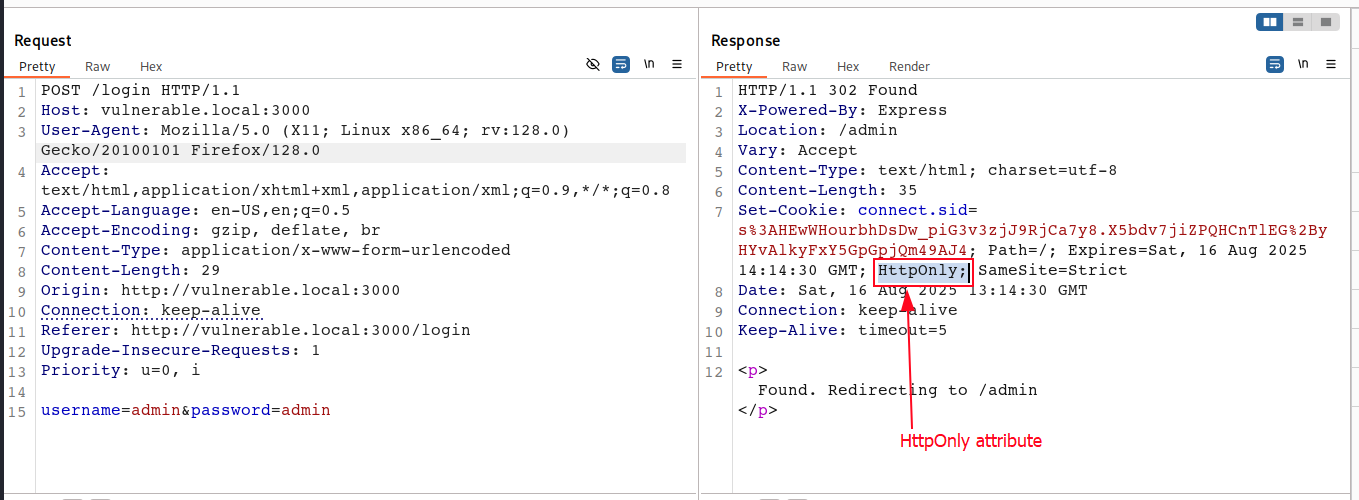 Request
Pretty Raw Hex \n
1 POST /login HTTP/1.1
2 Host: vulnerable.local:3000
3 User-Agent: Mozilla/5.0 (X11; Linux x86_64; rv:128.0)
Gecko/20100101 Firefox/128.0
4 Accept:
text/html,application/xhtml+xml,application/xml;q=0.9,*/*;q=0.8
5 Accept-Language: en-US,en;q=0.5
6 Accept-Encoding: gzip, deflate, br
7 Content-Type: application/x-www-form-urlencoded
8 Content-Length: 29
9 Origin: http://vulnerable.local:3000
10 Connection: keep-alive
11 Referer: http://vulnerable.local:3000/login
12 Upgrade-Insecure-Requests: 1
13 Priority: u=0, i
14
15 username=admin&password=admin
Response
Pretty Raw Hex Render \n
1 HTTP/1.1 302 Found
2 X-Powered-By: Express
3 Location: /admin
4 Vary: Accept
5 Content-Type: text/html; charset=utf-8
6 Content-Length: 35
7 Set-Cookie: connect.sid=
s%3AHEwWHourbhDsDw_piG3v3zjJ9RjCa7y8.X5bdv7jiZPQHCnTlEG%2By
HYvAlkyFxY5GpGpjQm49AJ4; Path=/; Expires=Sat, 16 Aug 2025
14:14:30 GMT; HttpOnly; SameSite=Strict
8 Date: Sat, 16 Aug 2025 13:14:30 GMT
9 Connection: keep-alive
10 Keep-Alive: timeout=5
11
12 <p>
Found. Redirecting to /admin
</p>
HttpOnly attribute